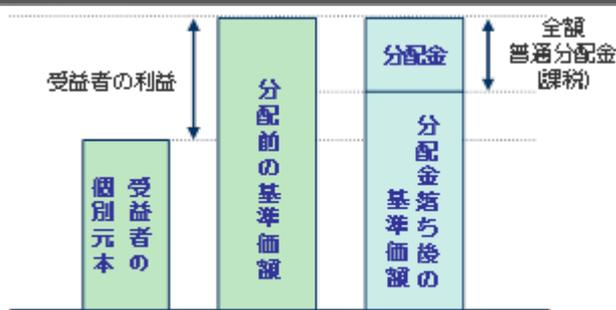 受益者の利益
受益者の
個別元本
分配前の基準価額
分配金
分配金落ち後の
基準価額
全額
普通分配金
(課税)